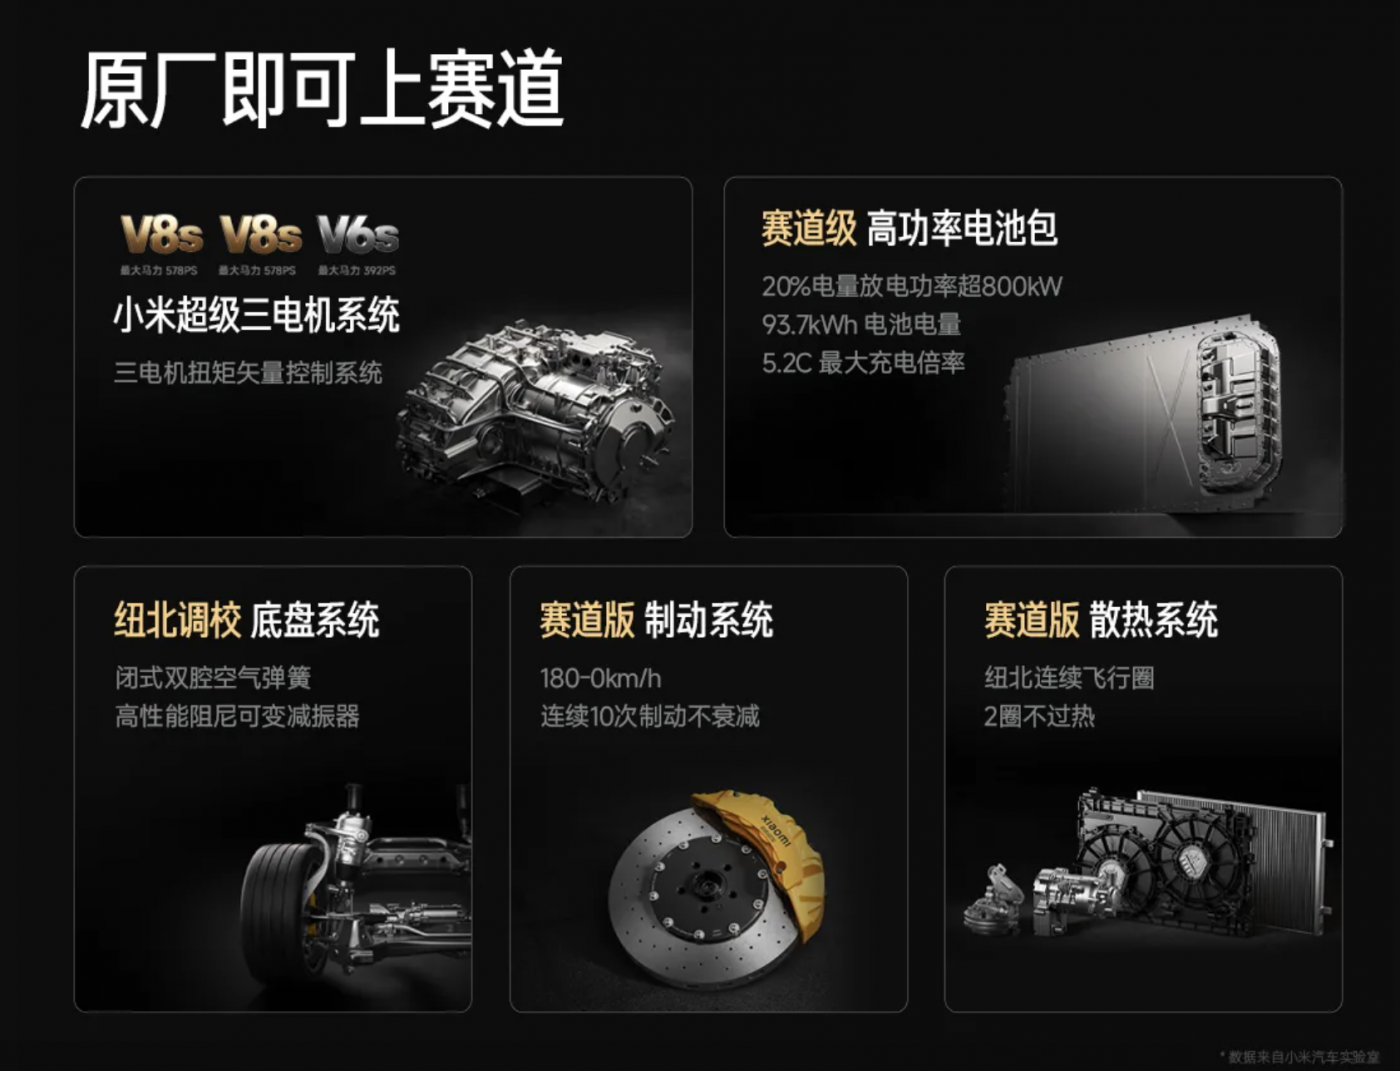 原厂即可上赛道
V8s V8s V6s
最大马力 578PS 最大马力 578PS 最大马力 392PS
小米超级三电机系统
三电机扭矩矢量控制系统
赛道级 高功率电池包
20%电量放电功率超800kW
93.7kWh 电池电量
5.2C 最大充电倍率
纽北调校 底盘系统
闭式双腔空气弹簧
高性能阻尼可变减振器
赛道版 制动系统
180-0km/h
连续10次制动不衰减
xiaomi
赛道版 散热系统
纽北连续飞行圈
2圈不过热
* 数据来自小米汽车实验室